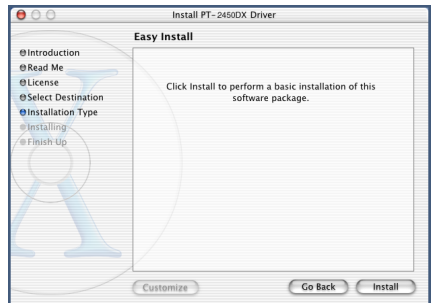 Install PT-2450DX Driver
Easy Install
Introduction
Read Me
License
Select Destination
Installation Type
Installing
Finish Up
Click Install to perform a basic installation of this
software package.
Customize
Go Back
Install